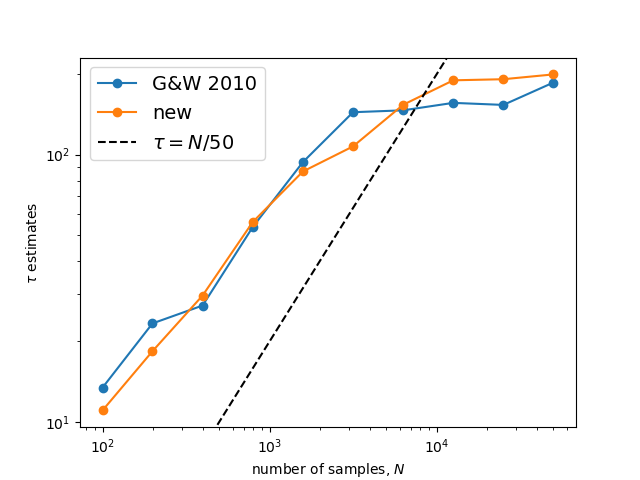 G&W 2010
new
τ = N/50
10²
10¹
τ estimates
10²
10³
10⁴
number of samples, N